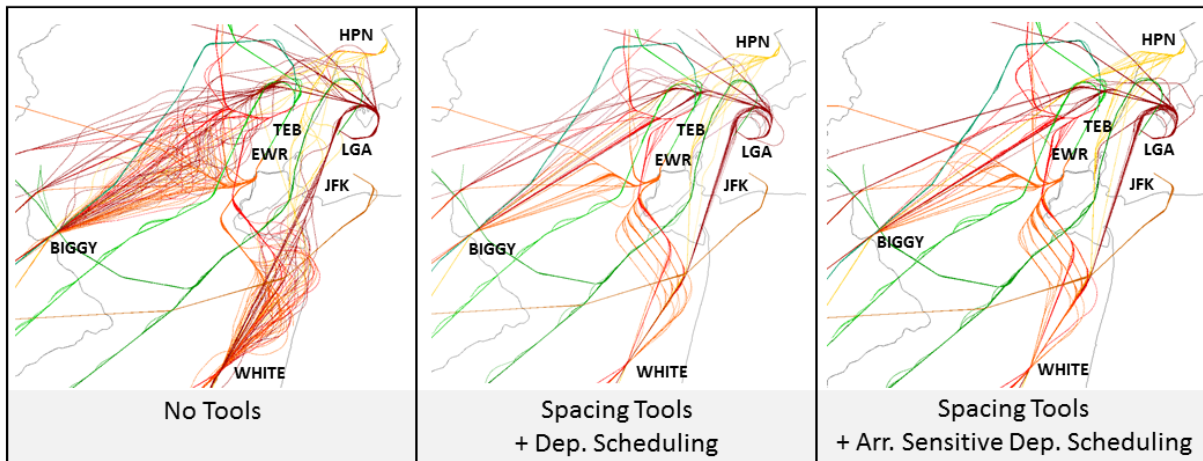 HPN
TEB
EWR
LGA
JFK
BIGGY
WHITE
No Tools
HPN
TEB
EWR
LGA
JFK
BIGGY
WHITE
Spacing Tools
+ Dep. Scheduling
HPN
TEB
EWR
LGA
JFK
BIGGY
WHITE
Spacing Tools
+ Arr. Sensitive Dep. Scheduling